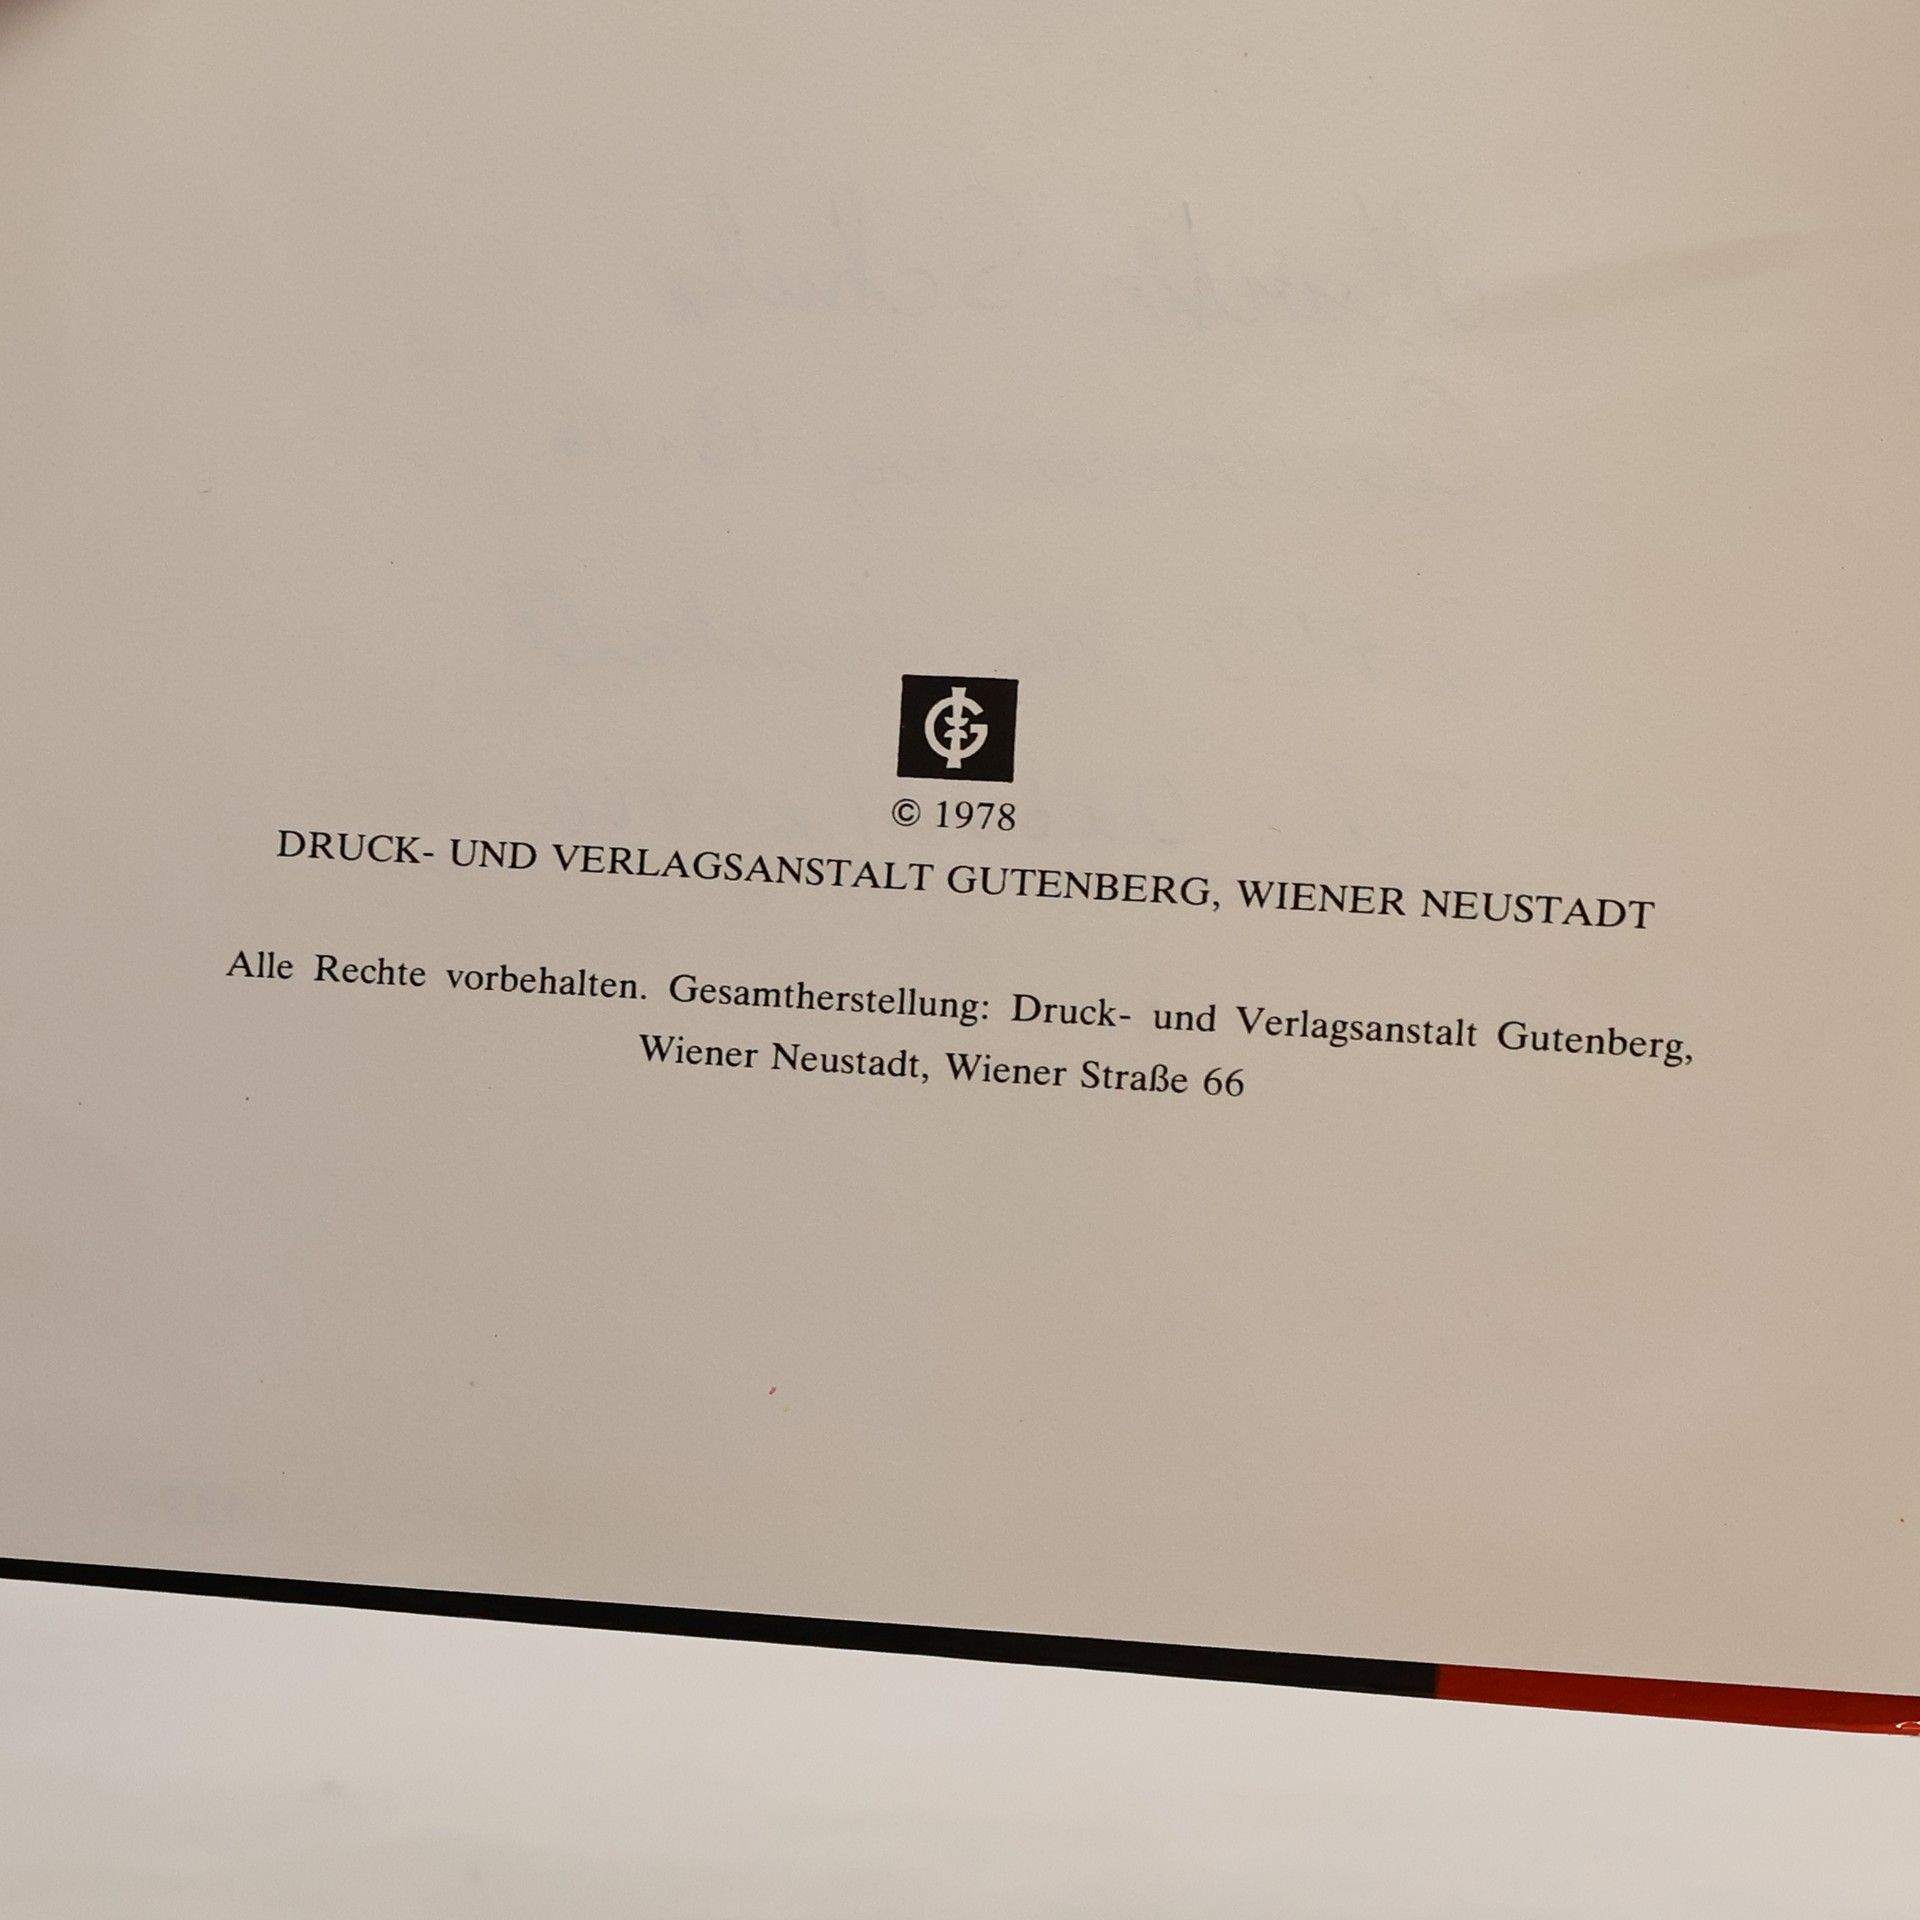 G
© 1978
DRUCK- UND VERLAGSANSTALT GUTENBERG, WIENER NEUSTADT
Alle Rechte vorbehalten. Gesamtherstellung: Druck- und Verlagsanstalt Gutenberg,
Wiener Neustadt, Wiener Straße 66